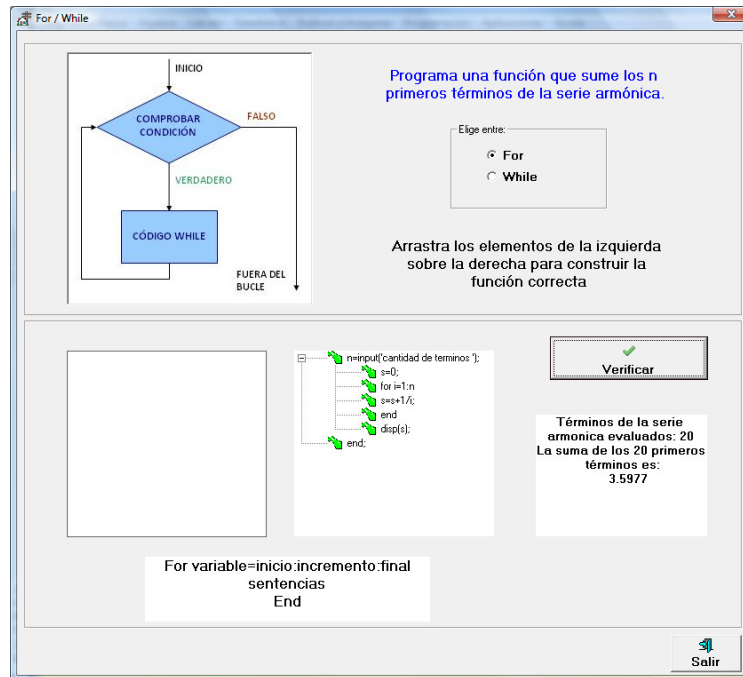 For / While
INICIO
COMPROBAR
CONDICIÓN
FALSO
VERDADERO
CÓDIGO WHILE
FUERA DEL
BUCLE
Programa una función que sume los n
primeros términos de la serie armónica.
Elige entre:
For
While
Arrastra los elementos de la izquierda
sobre la derecha para construir la
función correcta
n=input('cantidad de terminos ');
s=0;
for i=1:n
s=s+1/i;
end
disp(s);
end;
Verificar
Términos de la serie
armonica evaluados: 20
La suma de los 20 primeros
términos es:
3.5977
For variable=inicio:incremento:final
sentencias
End
Salir